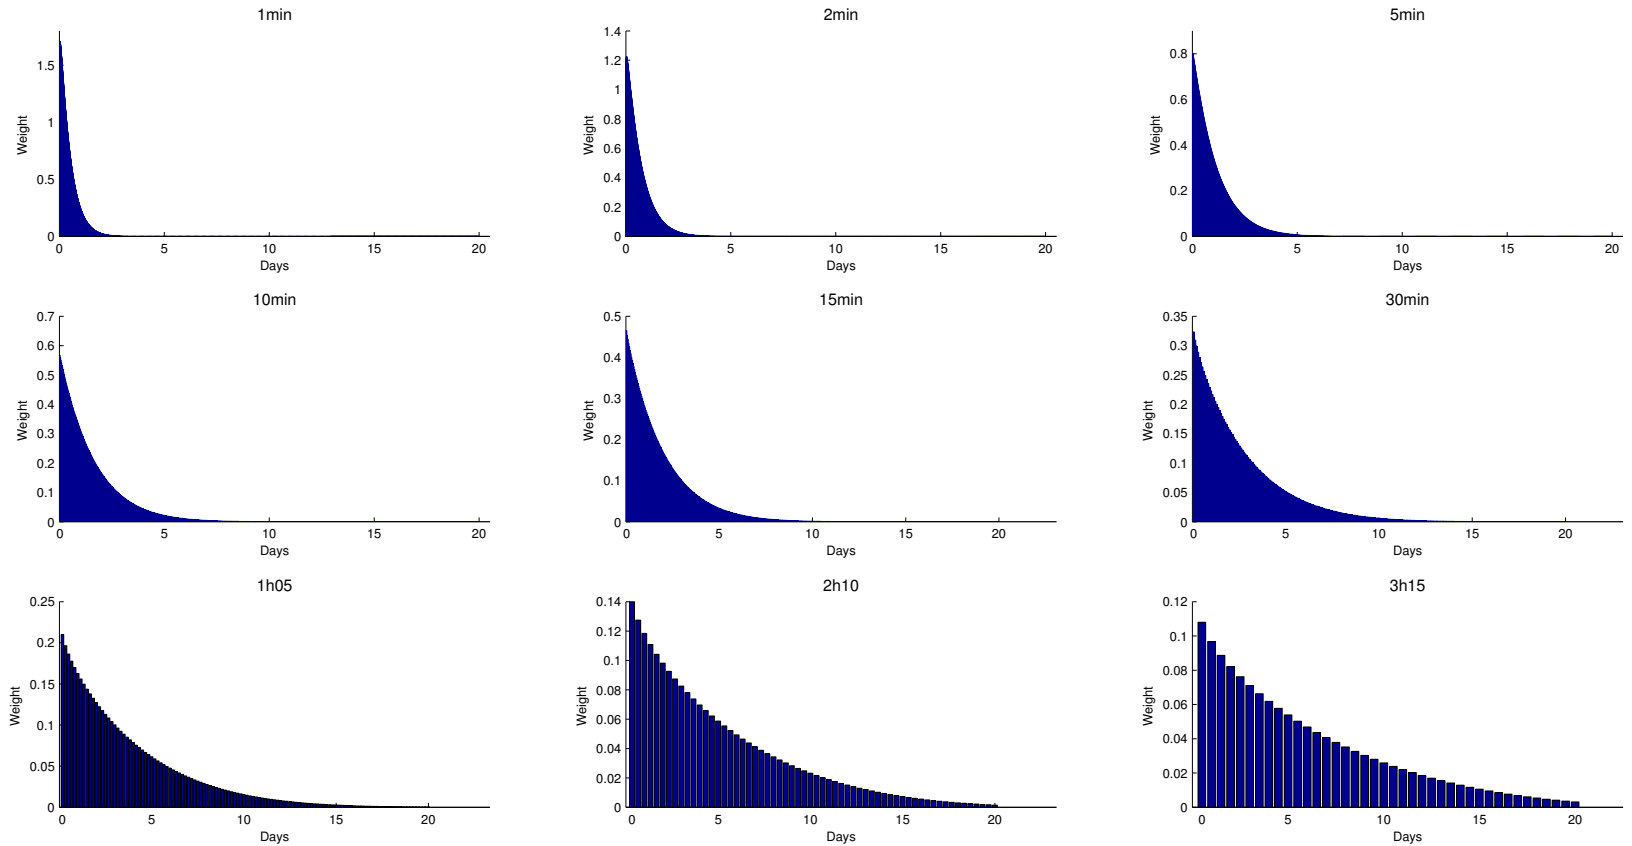 1min
2min
5min
1.5
1
0.5
0
Weight
0 5 10 15 20
Days
1.4
1.2
1
0.8
0.6
0.4
0.2
0
Weight
0 5 10 15 20
Days
0.8
0.6
0.4
0.2
0
Weight
0 5 10 15 20
Days
10min
15min
30min
0.7
0.6
0.5
0.4
0.3
0.2
0.1
0
Weight
0 5 10 15 20
Days
0.5
0.4
0.3
0.2
0.1
0
Weight
0 5 10 15 20
Days
0.35
0.3
0.25
0.2
0.15
0.1
0.05
0
Weight
0 5 10 15 20
Days
1h05
2h10
3h15
0.25
0.2
0.15
0.1
0.05
0
Weight
0 5 10 15 20
Days
0.14
0.12
0.1
0.08
0.06
0.04
0.02
0
Weight
0 5 10 15 20
Days
0.12
0.1
0.08
0.06
0.04
0.02
0
Weight
0 5 10 15 20
Days